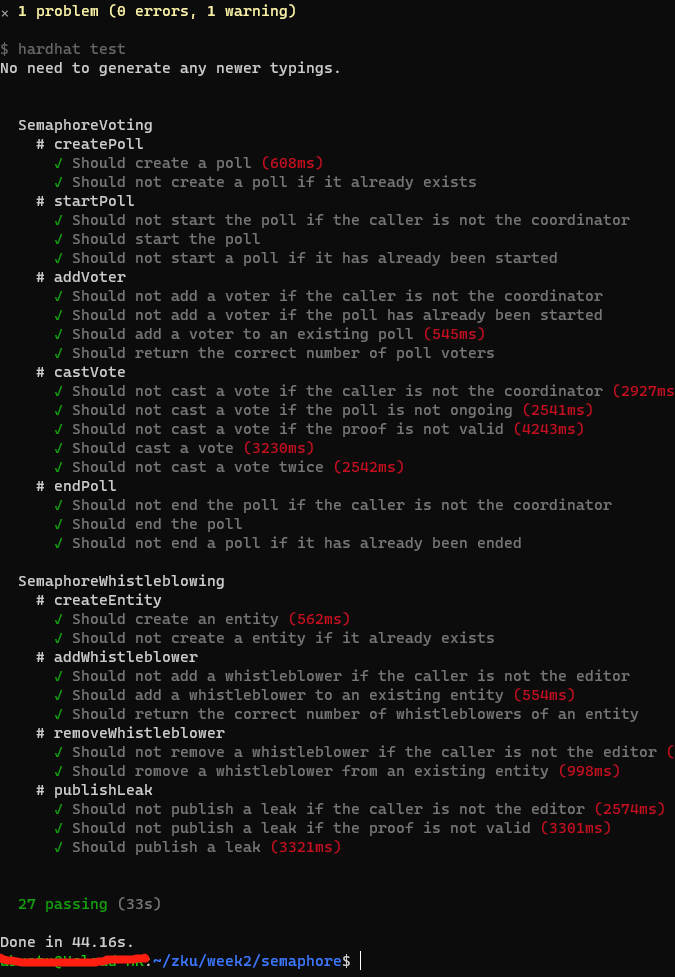 × 1 problem (0 errors, 1 warning)
$ hardhat test
No need to generate any newer typings.
SemaphoreVoting
# createPoll
✓ Should create a poll (608ms)
✓ Should not create a poll if it already exists
# startPoll
✓ Should not start the poll if the caller is not the coordinator
✓ Should start the poll
✓ Should not start a poll if it has already been started
# addVoter
✓ Should not add a voter if the caller is not the coordinator
✓ Should not add a voter if the poll has already been started
✓ Should add a voter to an existing poll (545ms)
✓ Should return the correct number of poll voters
# castVote
✓ Should not cast a vote if the caller is not the coordinator (2927ms
✓ Should not cast a vote if the poll is not ongoing (2541ms)
✓ Should not cast a vote if the proof is not valid (4243ms)
✓ Should cast a vote (3230ms)
✓ Should not cast a vote twice (2542ms)
# endPoll
✓ Should not end the poll if the caller is not the coordinator
✓ Should end the poll
✓ Should not end a poll if it has already been ended
SemaphoreWhistleblowing
# createEntity
✓ Should create an entity (562ms)
✓ Should not create a entity if it already exists
# addWhistleblower
✓ Should not add a whistleblower if the caller is not the editor
✓ Should add a whistleblower to an existing entity (554ms)
✓ Should return the correct number of whistleblowers of an entity
# removeWhistleblower
✓ Should not remove a whistleblower if the caller is not the editor (
✓ Should romove a whistleblower from an existing entity (998ms)
# publishLeak
✓ Should not publish a leak if the caller is not the editor (2574ms)
✓ Should not publish a leak if the proof is not valid (3301ms)
✓ Should publish a leak (3321ms)
27 passing (33s)
Done in 44.16s.
:~/zku/week2/semaphore$